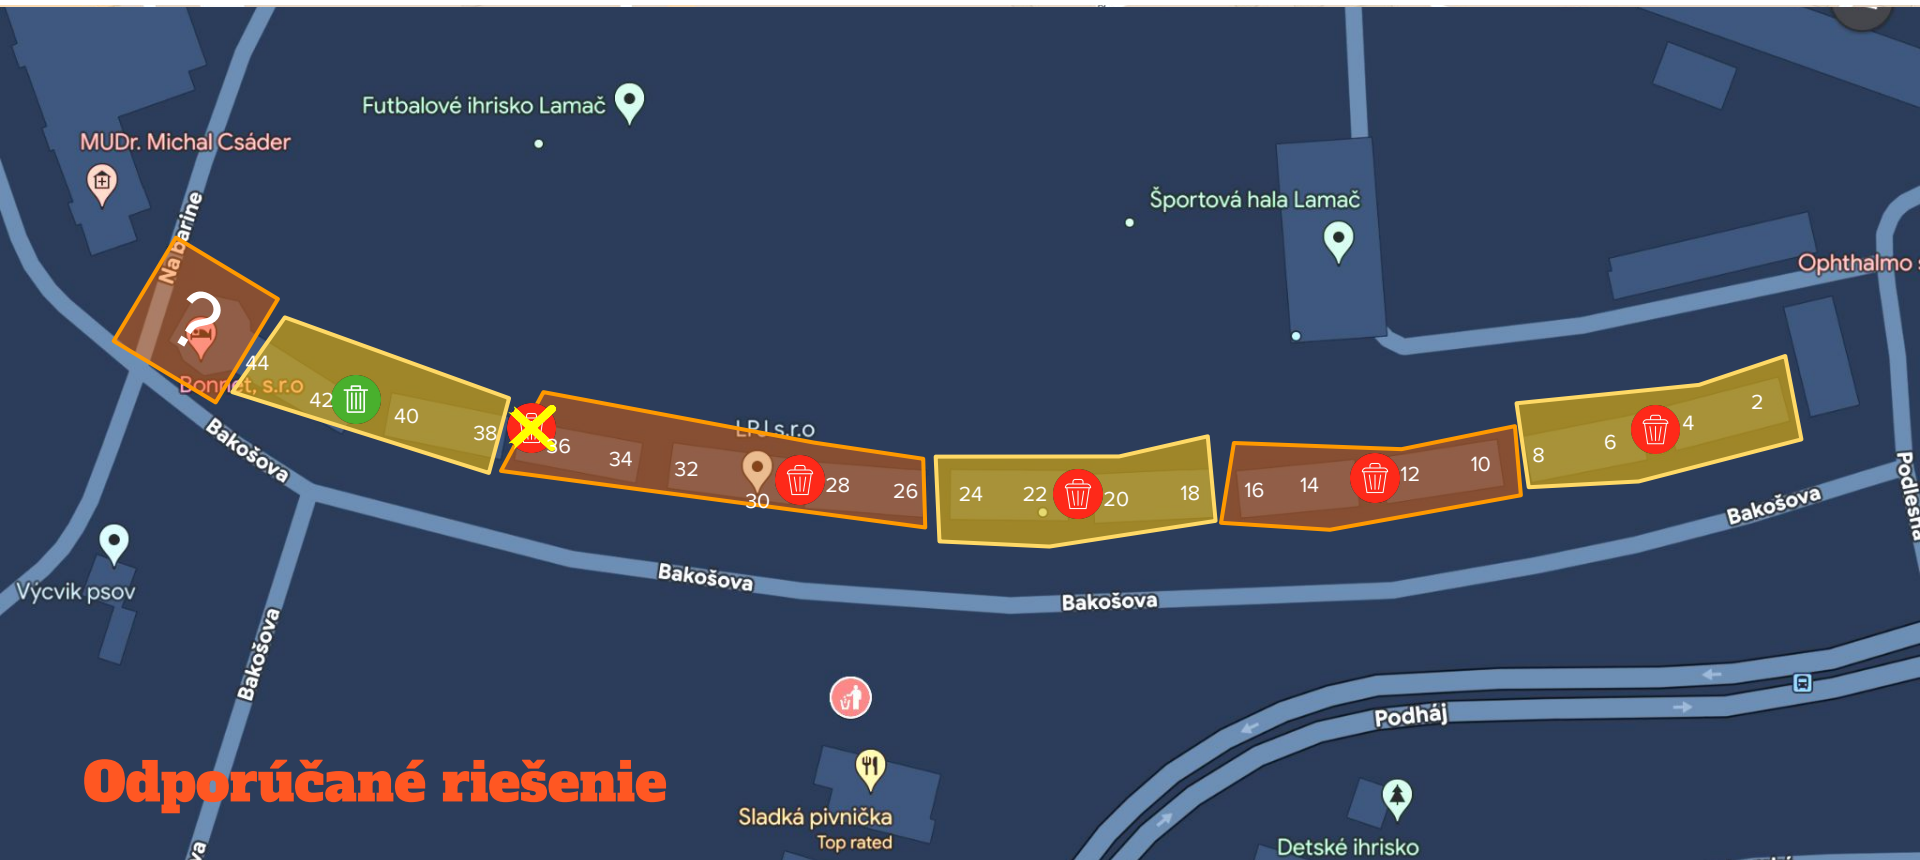 Futbalové ihrisko Lamač
MUDr. Michal Csáder
Športová hala Lamač
Na barine
Ophthalmo s
?
44
Bonnet, s.r.o
42
40
38
36
34
32
LPJ s.r.o
30
28
26
24
22
20
18
16
14
12
10
8
6
4
2
Bakošova
Bakošova
Podlesná
Výcvik psov
Bakošova
Bakošova
Bakošova
Podháj
Odporúčané riešenie
Sladká pivnička
Top rated
Detské ihrisko